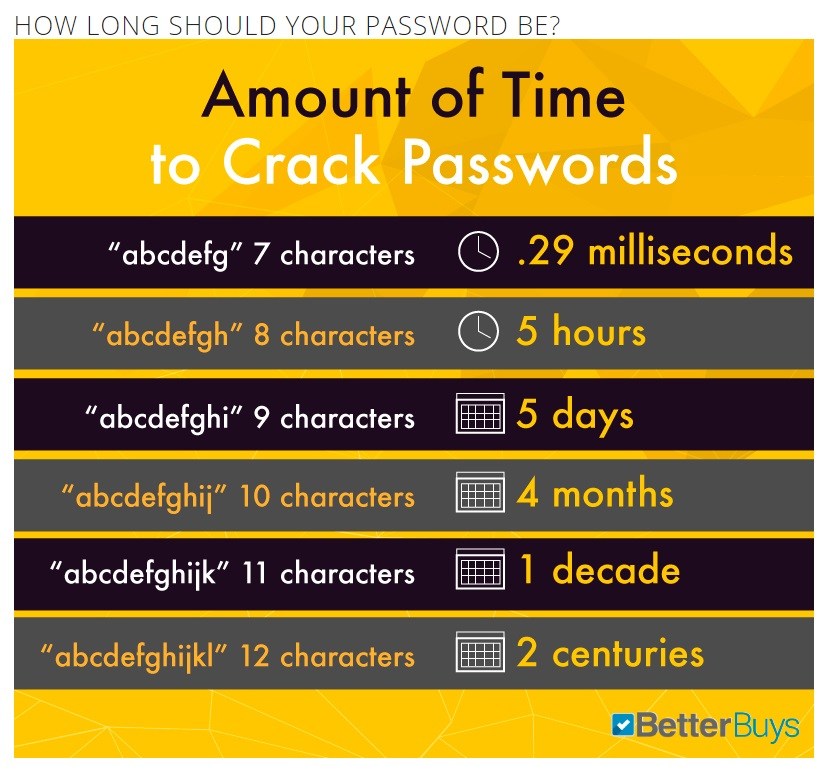 HOW LONG SHOULD YOUR PASSWORD BE?
Amount of Time
to Crack Passwords
“abcdefg” 7 characters .29 milliseconds
“abcdefgh” 8 characters 5 hours
“abcdefghi” 9 characters 5 days
“abcdefghij” 10 characters 4 months
“abcdefghijk” 11 characters 1 decade
“abcdefghijkl” 12 characters 2 centuries
BetterBuys